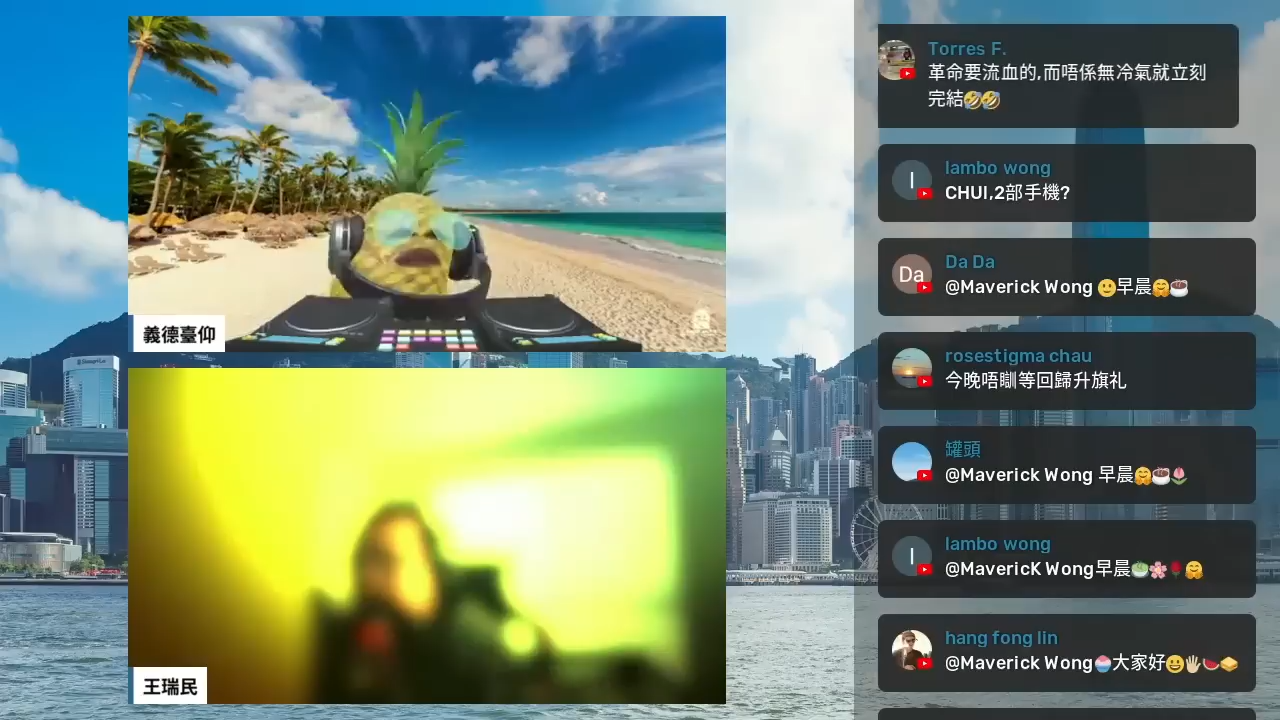 義德臺仰
王瑞民
Torres F.
革命要流血的,而唔係無冷氣就立刻
完結🤣🤣
lambo wong
CHUI,2部手機?
Da Da
@Maverick Wong 🙂早晨🤗☕
rosestigma chau
今晚唔瞓等回歸升旗礼
罐頭
@Maverick Wong 早晨🤗☕🌷
lambo wong
@MavericK Wong早晨🍵🌸🌹🤗
hang fong lin
@Maverick Wong🍧大家好😀🖐🍉🧈